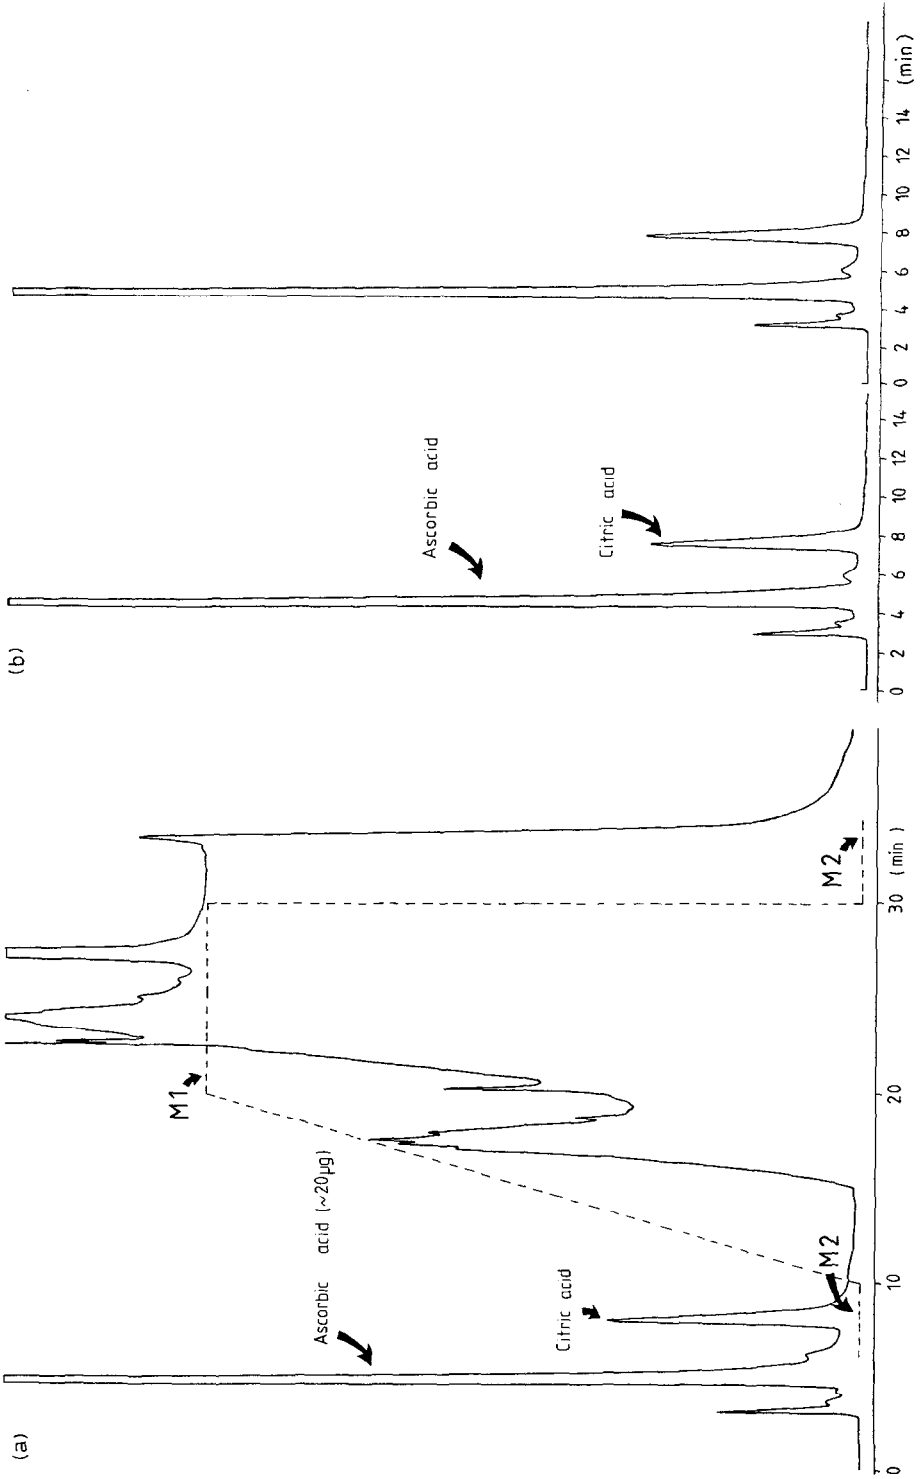 (a)
Ascorbic acid (~20µg)
Citric acid
M2
M1
M2
0
10
20
30
(min)
(b)
Ascorbic acid
Citric acid
0
2
4
6
8
10
12
14
0
2
4
6
8
10
12
14
(min)